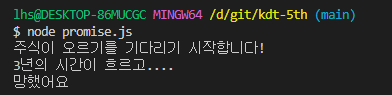 lhs@DESKTOP-86MUCGC MINGW64 /d/git/kdt-5th (main)
$ node promise.js
주식이 오르기를 기다리기 시작합니다!
3년의 시간이 흐르고....
망했어요